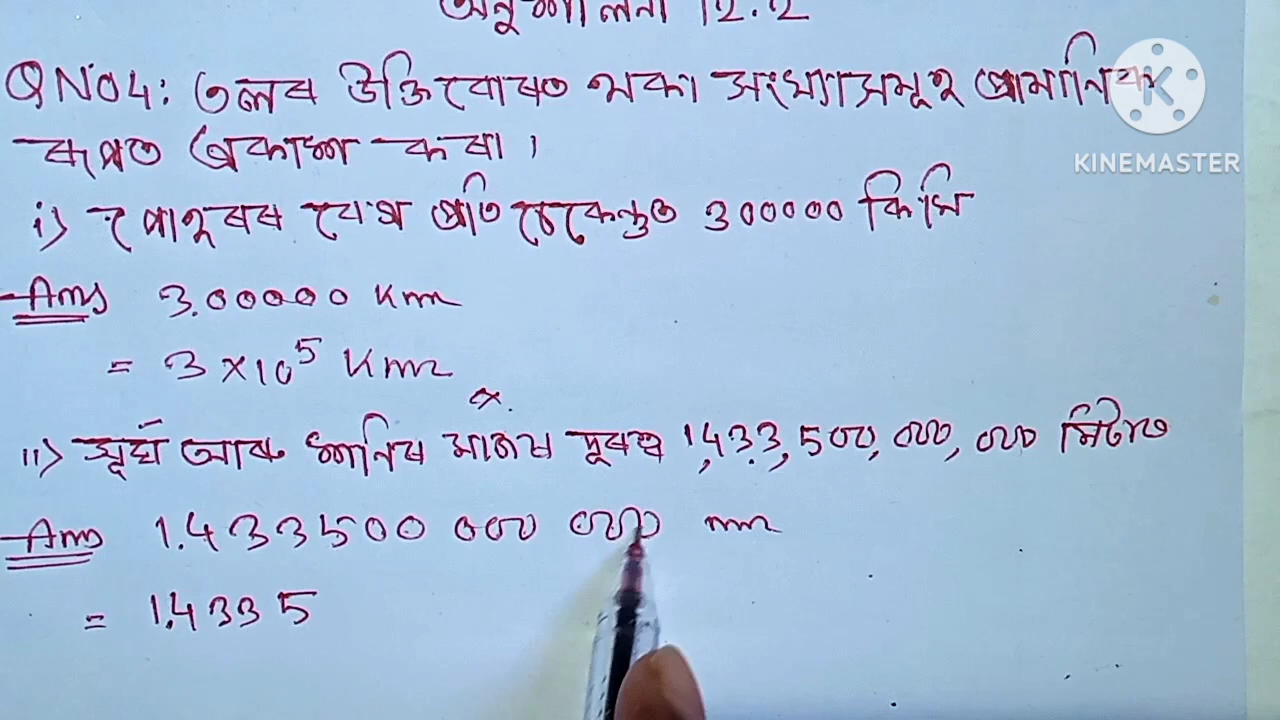 অনুশীলনী 12.2
Q NO4: তলৰ উক্তিবোৰত থকা সংখ্যাসমূহ প্ৰামানিক
ৰূপত প্ৰকাশ কৰা।
KINEMASTER
i) পোহৰৰ বেগ প্ৰতি ছেকেন্ডত 300000 কিমি
Ans 3.00000 Km
= 3×10⁵ Km
ii) সূৰ্য আৰু শনিৰ মাজৰ দূৰত্ব 1,433,500,000,000 মিটাৰ
Ans 1.433500 000 000 m
= 1.4335